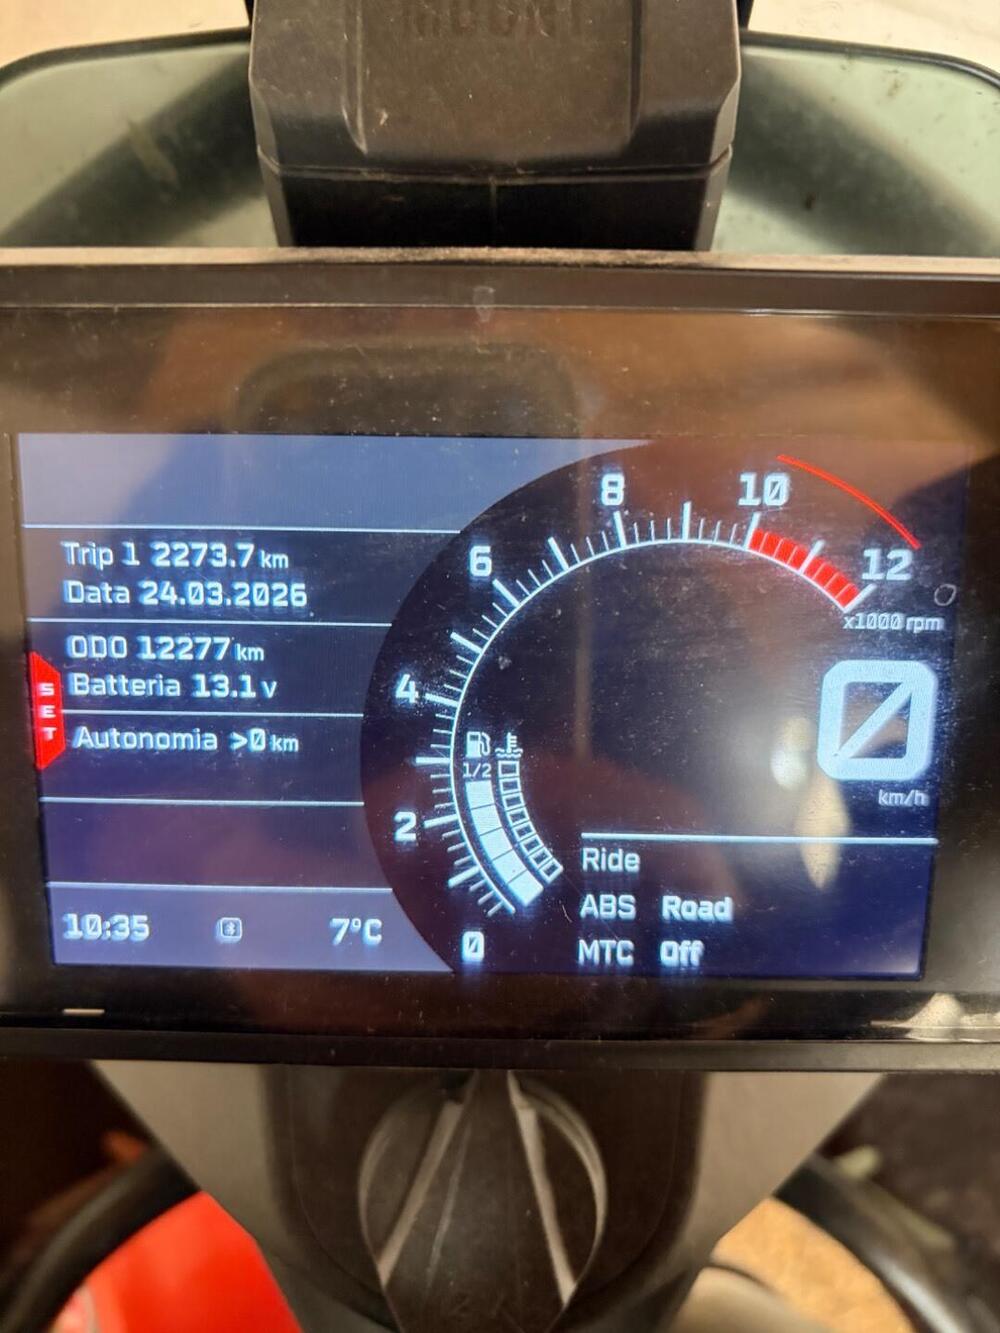 Trip 1 2273.7 km
Data 24.03.2026
ODO 12277 km
Batteria 13.1 V
Autonomia >0 km
SET
10:35
7°C
0
2
4
6
8
10
12
x1000 rpm
1/2
0
km/h
Ride
ABS Road
MTC Off